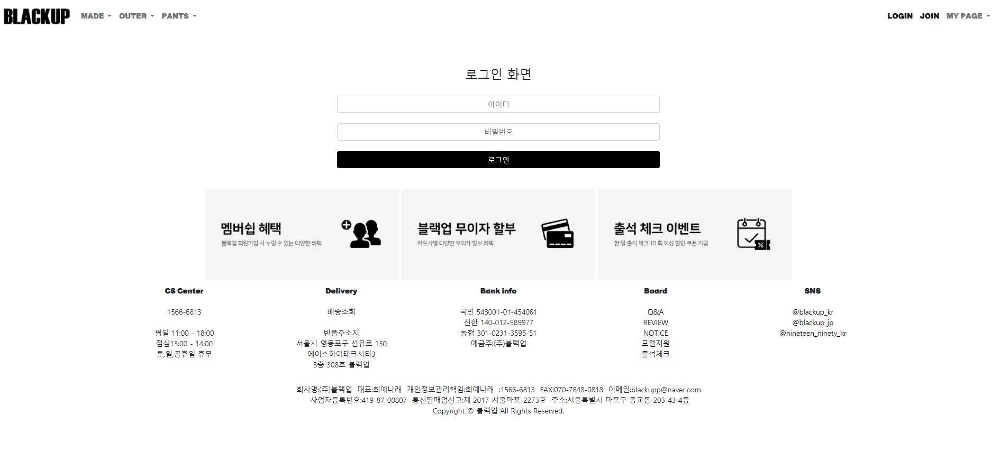 BLACKUP MADE OUTER PANTS LOGIN JOIN MY PAGE
로그인 화면
아이디
비밀번호
로그인
멤버쉽 혜택
블랙업 회원가입 시 누릴 수 있는 다양한 혜택
블랙업 무이자 할부
카드사별 다양한 무이자 할부 혜택
출석 체크 이벤트
한 달 출석 체크 10 회 이상 할인 쿠폰 지급
CS Center
1566-6813
평일 11:00 - 18:00
점심13:00 - 14:00
토,일,공휴일 휴무
Delivery
배송조회
반품주소지
서울시 영등포구 선유로 130
에이스하이테크시티3
3층 308호 블랙업
Bank info
국민 543001-01-454061
신한 140-012-589977
농협 301-0231-3595-51
예금주:(주)블랙업
Board
Q&A
REVIEW
NOTICE
모델지원
출석체크
SNS
@blackup_kr
@blackup_jp
@nineteen_ninety_kr
회사명:(주)블랙업 대표:최예나래 개인정보관리책임:최예나래 :1566-6813 FAX:070-7848-0818 이메일:blackupp@naver.com
사업자등록번호:419-87-00807 통신판매업신고:제 2017-서울마포-2273호 주소:서울특별시 마포구 동교동 203-43 4층
Copyright © 블랙업 All Rights Reserved.